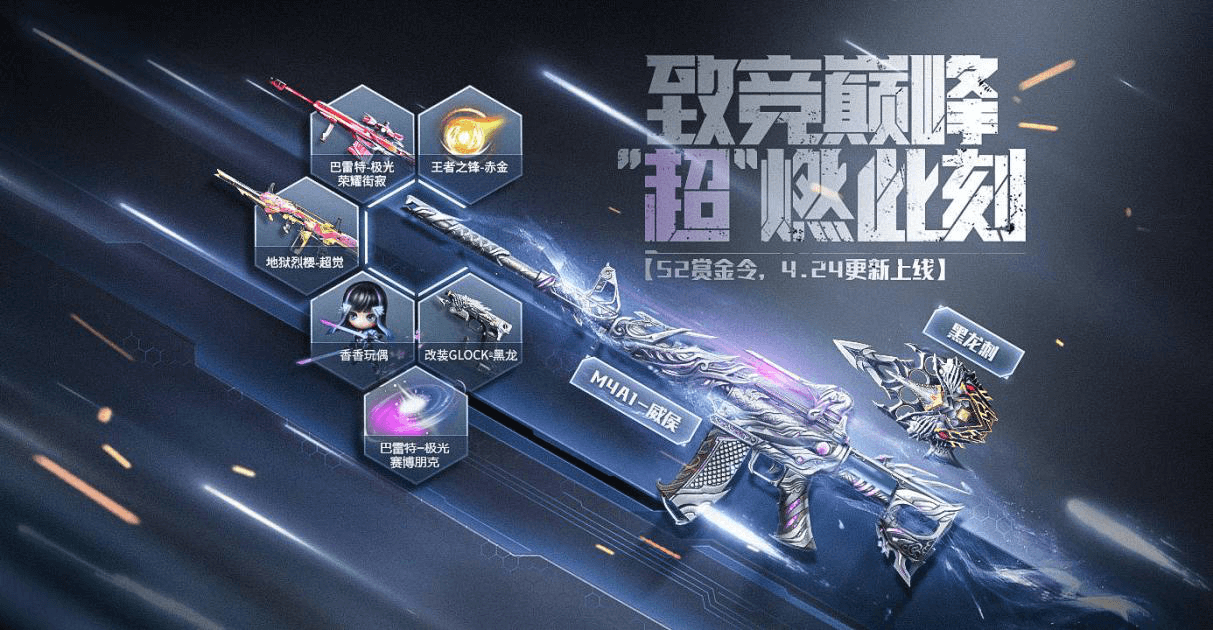 致竞巅峰
"超"燃此刻
【S2赏金令，4.24更新上线】
巴雷特-极光
荣耀街寂
王者之锋-赤金
地狱烈樱-超觉
香香玩偶
改装GLOCK-黑龙
巴雷特-极光
赛博朋克
M4A1-威侯
黑龙刺